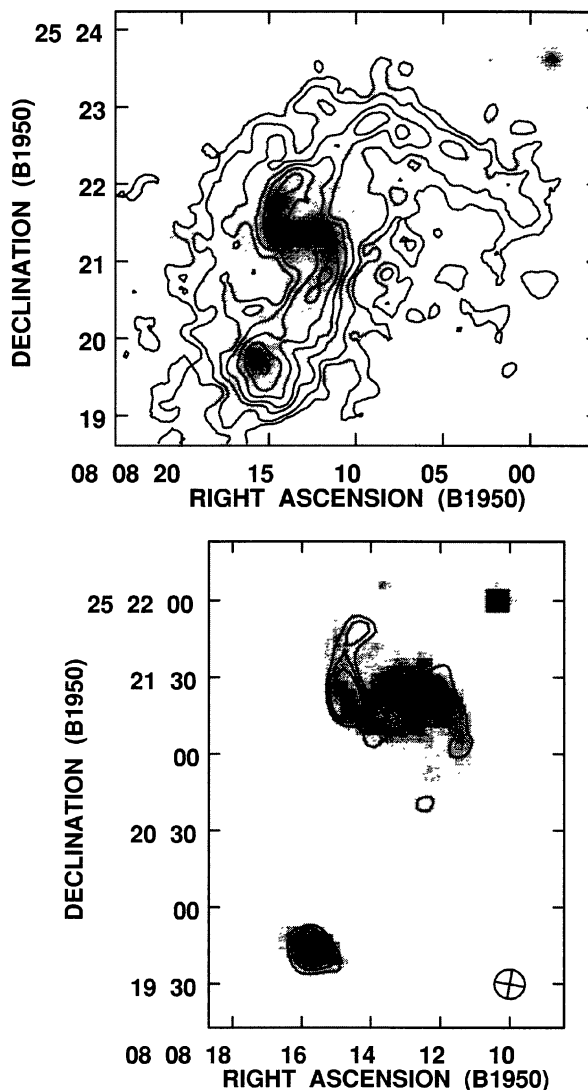 25 24
23
22
21
20
19
DECLINATION (B1950)
08 08 20 15 10 05 00
RIGHT ASCENSION (B1950)
25 22 00
21 30
00
20 30
00
19 30
DECLINATION (B1950)
08 08 18 16 14 12 10
RIGHT ASCENSION (B1950)